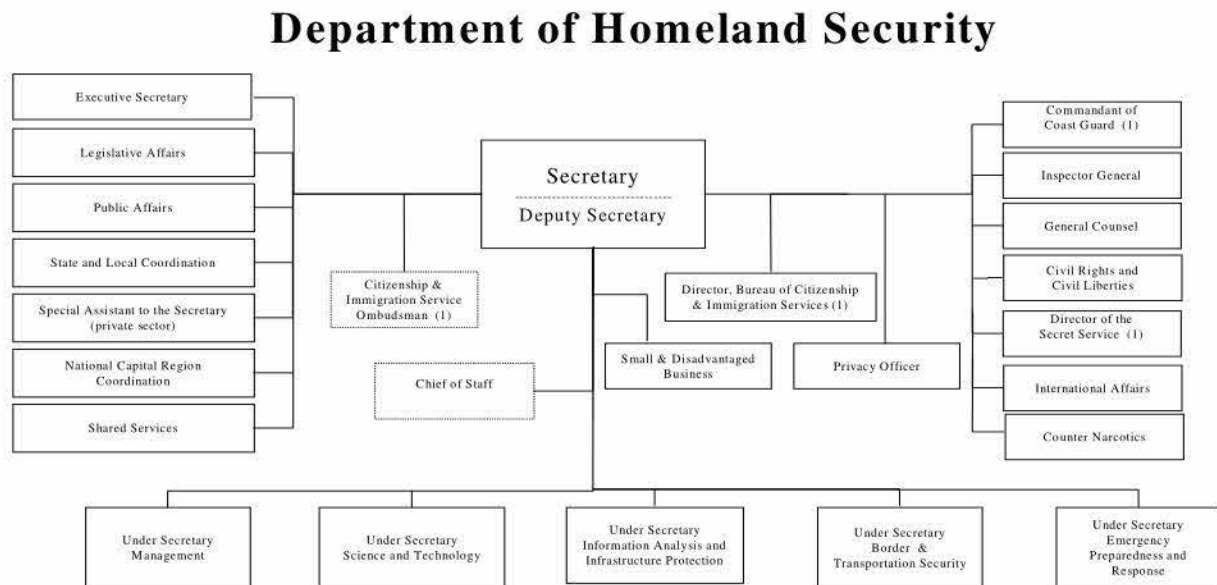 Department of Homeland Security
Executive Secretary
Legislative Affairs
Public Affairs
State and Local Coordination
Special Assistant to the Secretary
(private sector)
National Capital Region
Coordination
Shared Services
Secretary
Deputy Secretary
Citizenship &
Immigration Service
Ombudsman (1)
Chief of Staff
Small & Disadvantaged
Business
Director, Bureau of Citizenship
& Immigration Services (1)
Privacy Officer
Commandant of
Coast Guard (1)
Inspector General
General Counsel
Civil Rights and
Civil Liberties
Director of the
Secret Service (1)
International Affairs
Counter Narcotics
Under Secretary
Management
Under Secretary
Science and Technology
Under Secretary
Information Analysis and
Infrastructure Protection
Under Secretary
Border &
Transportation Security
Under Secretary
Emergency
Preparedness and
Response